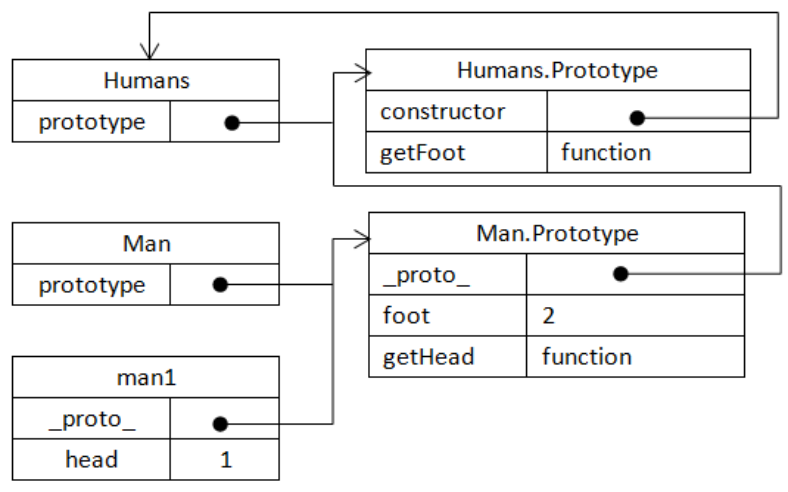 Humans
prototype
Humans.Prototype
constructor
getFoot function
Man
prototype
Man.Prototype
_proto_
foot 2
getHead function
man1
_proto_
head 1